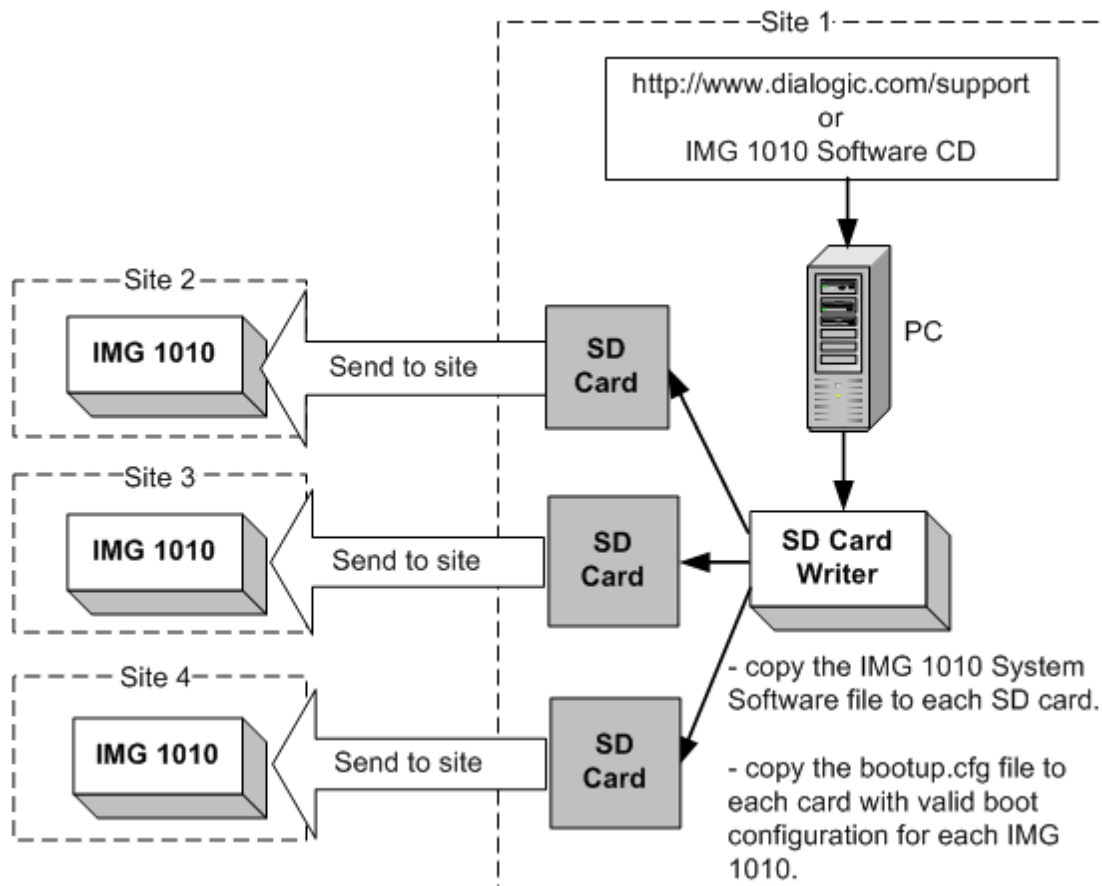 Site 1
http://www.dialogic.com/support
or
IMG 1010 Software CD
PC
Site 2
IMG 1010
Send to site
SD
Card
Site 3
IMG 1010
Send to site
SD
Card
SD Card
Writer
Site 4
IMG 1010
Send to site
SD
Card
- copy the IMG 1010 System
Software file to each SD card.
- copy the bootup.cfg file to
each card with valid boot
configuration for each IMG
1010.